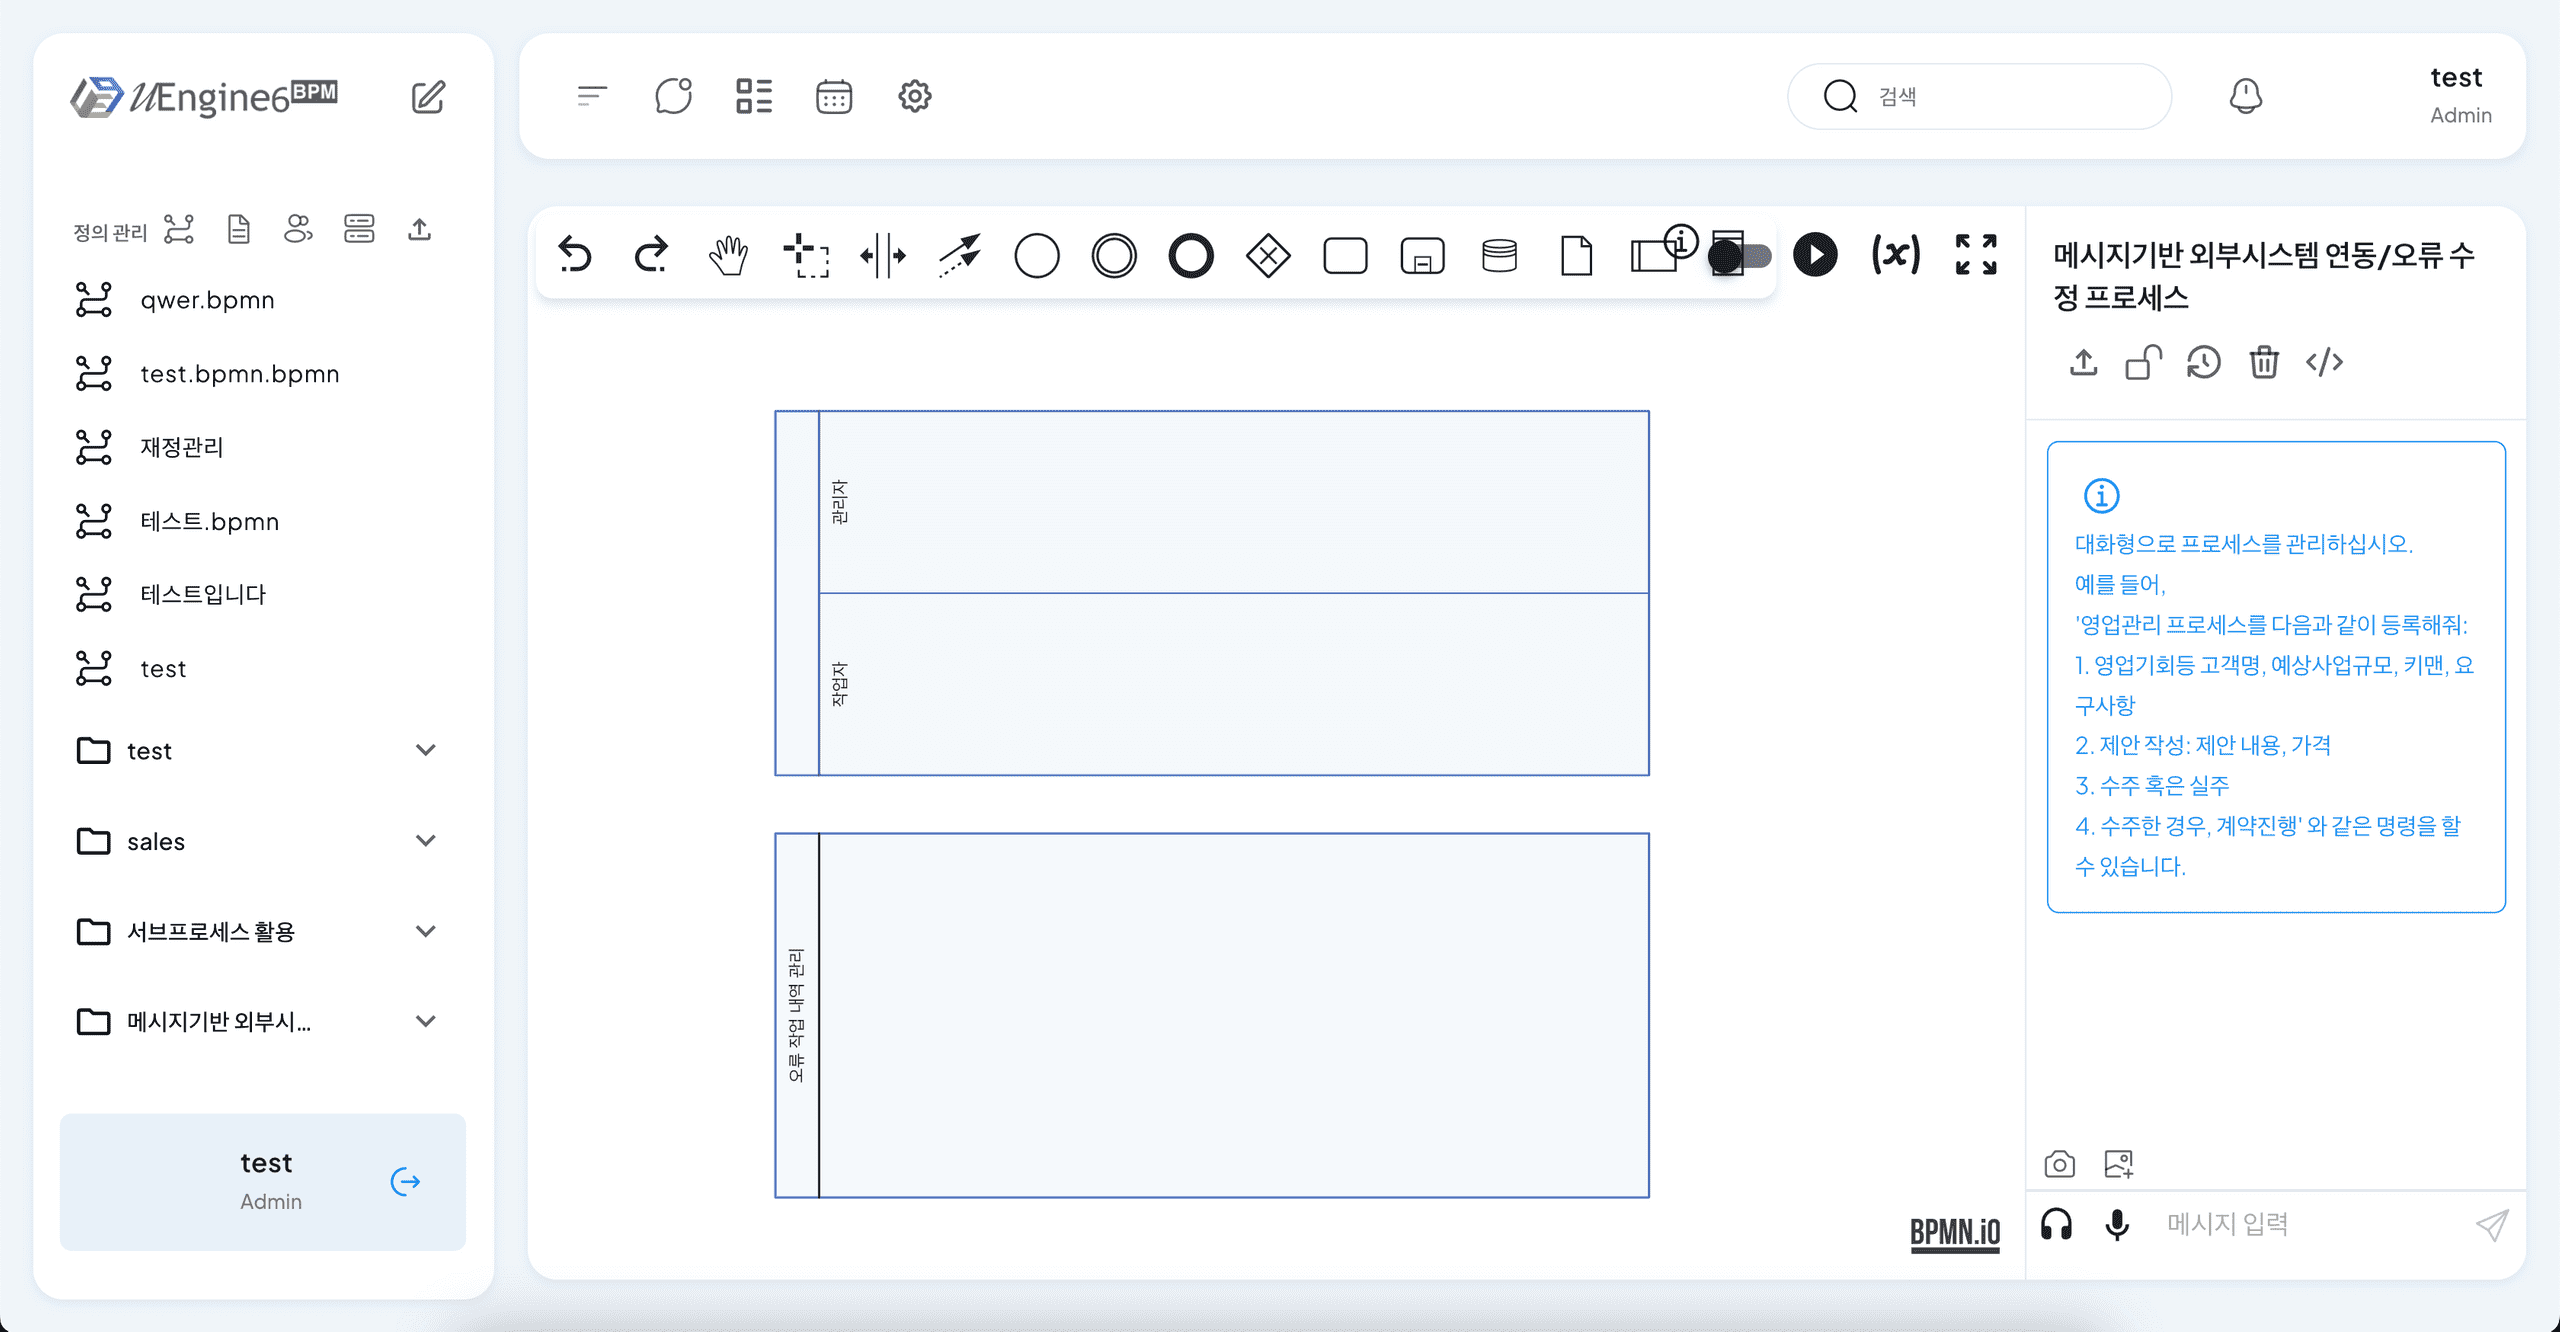 uEngine6BPM
검색
test
Admin
정의 관리
qwer.bpmn
test.bpmn.bpmn
재정관리
테스트.bpmn
테스트입니다
test
test
sales
서브프로세스 활용
메시지기반 외부시...
test
Admin
(x)
관리자
작업자
오류 작업 내역 관리
BPMN.iO
메시지기반 외부시스템 연동/오류 수
정 프로세스
대화형으로 프로세스를 관리하십시오.
예를 들어,
'영업관리 프로세스를 다음과 같이 등록해줘:
1. 영업기회등 고객명, 예상사업규모, 키맨, 요
구사항
2. 제안 작성: 제안 내용, 가격
3. 수주 혹은 실주
4. 수주한 경우, 계약진행' 와 같은 명령을 할
수 있습니다.
메시지 입력